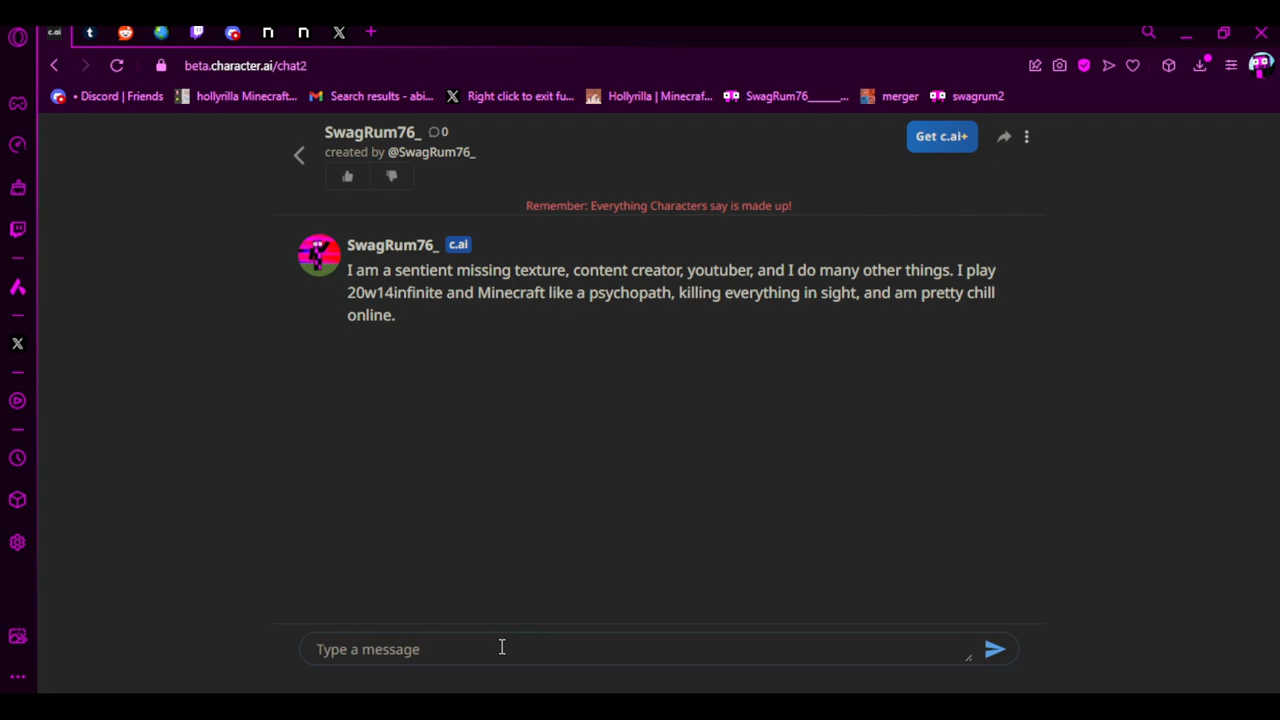 c.ai
beta.character.ai/chat2
• Discord | Friends
hollyrilla Minecraft...
Search results - abi...
Right click to exit fu...
Hollyrilla | Minecraf...
SwagRum76_____...
merger
swagrum2
SwagRum76_ 0
created by @SwagRum76_
Get c.ai+
Remember: Everything Characters say is made up!
SwagRum76_ c.ai
I am a sentient missing texture, content creator, youtuber, and I do many other things. I play
20w14infinite and Minecraft like a psychopath, killing everything in sight, and am pretty chill
online.
Type a message